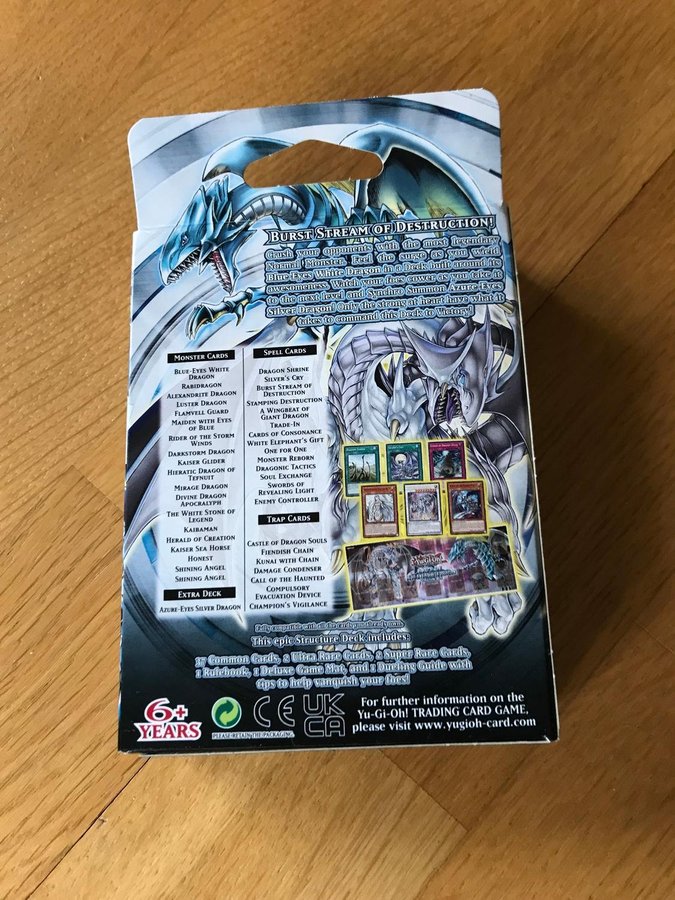 BURST STREAM OF DESTRUCTION!
Crush your opponents with the most legendary
Normal Monster. Feel the surge as you wield
Blue-Eyes White Dragon in a Deck built around its
awesomeness. Watch your foes cower as you take it
to the next level and Synchro Summon Azure-Eyes
Silver Dragon! Only the strong at heart have what it
takes to command this Deck to Victory!
MONSTER CARDS
BLUE-EYES WHITE
DRAGON
RABIDRAGON
ALEXANDRITE DRAGON
LUSTER DRAGON
FLAMVELL GUARD
MAIDEN WITH EYES
OF BLUE
RIDER OF THE STORM
WINDS
DARKSTORM DRAGON
KAISER GLIDER
HIERATIC DRAGON OF
TEFNUIT
MIRAGE DRAGON
DIVINE DRAGON
APOCRALYPH
THE WHITE STONE OF
LEGEND
KAIBAMAN
HERALD OF CREATION
KAISER SEA HORSE
HONEST
SHINING ANGEL
SHINING ANGEL
EXTRA DECK
AZURE-EYES SILVER DRAGON
SPELL CARDS
DRAGON SHRINE
SILVER'S CRY
BURST STREAM OF
DESTRUCTION
STAMPING DESTRUCTION
A WINGBEAT OF
GIANT DRAGON
TRADE-IN
CARDS OF CONSONANCE
WHITE ELEPHANT'S GIFT
ONE FOR ONE
MONSTER REBORN
DRAGONIC TACTICS
SOUL EXCHANGE
SWORDS OF
REVEALING LIGHT
ENEMY CONTROLLER
TRAP CARDS
CASTLE OF DRAGON SOULS
FIENDISH CHAIN
KUNAI WITH CHAIN
DAMAGE CONDENSER
CALL OF THE HAUNTED
COMPULSORY
EVACUATION DEVICE
CHAMPION'S VIGILANCE
Fully compatible with all the cards you already own.
This epic Structure Deck includes:
37 Common Cards, 2 Ultra Rare Cards, 2 Super Rare Cards,
1 Rulebook, 1 Deluxe Game Mat, and 1 Dueling Guide with
tips to help vanquish your foes!
6+
YEARS
PLEASE RETAIN THE PACKAGING.
CE
UK
CA
For further information on the
Yu-Gi-Oh! TRADING CARD GAME,
please visit www.yugioh-card.com.